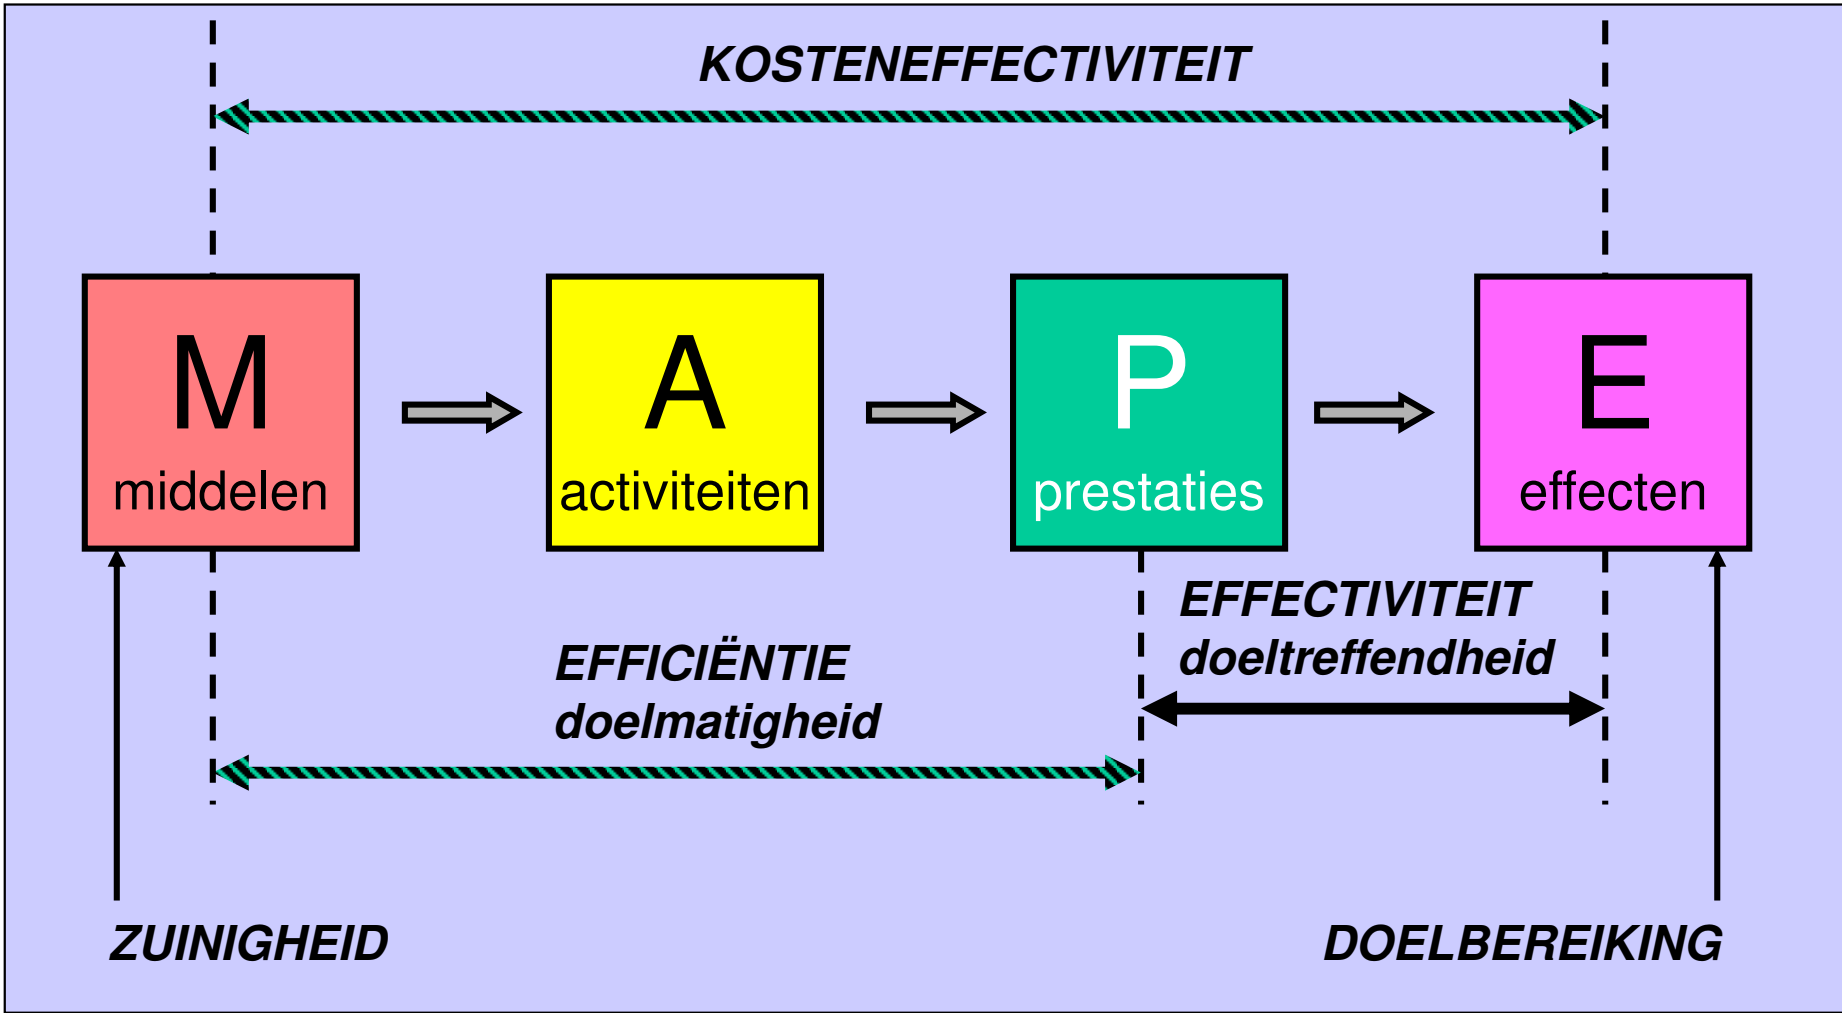 KOSTENEFFECTIVITEIT
M
middelen
A
activiteiten
P
prestaties
E
effecten
EFFICIËNTIE
doelmatigheid
EFFECTIVITEIT
doeltreffendheid
ZUINIGHEID
DOELBEREIKING